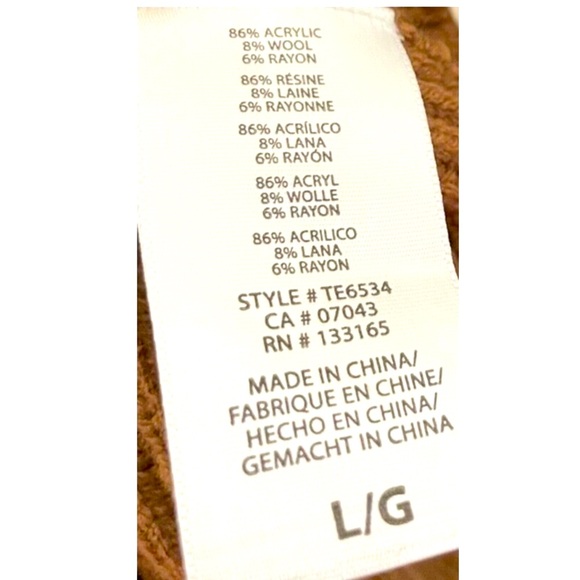 86% ACRYLIC
8% WOOL
6% RAYON
86% RÉSINE
8% LAINE
6% RAYONNE
86% ACRÍLICO
8% LANA
6% RAYÓN
86% ACRYL
8% WOLLE
6% RAYON
86% ACRILICO
8% LANA
6% RAYON
STYLE # TE6534
CA # 07043
RN # 133165
MADE IN CHINA/
FABRIQUE EN CHINE/
HECHO EN CHINA/
GEMACHT IN CHINA
L/G